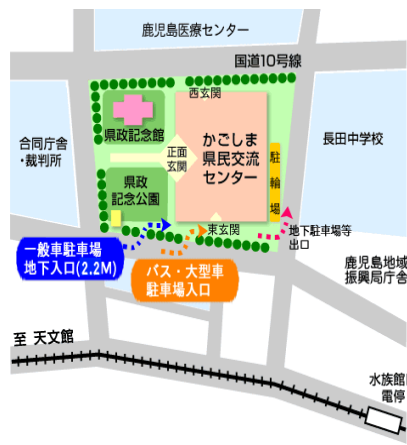 鹿児島医療センター
国道10号線
西玄関
県政記念館
かごしま
県民交流
センター
正面
玄関
駐輪場
合同庁舎
・裁判所
長田中学校
県政
記念公園
東玄関
地下駐車場等
出口
一般車駐車場
地下入口(2.2M)
バス・大型車
駐車場入口
鹿児島地域
振興局庁舎
至 天文館
水族館口
電停